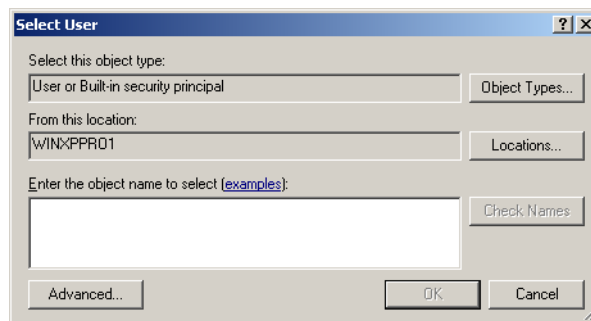 Select User
Select this object type:
User or Built-in security principal
Object Types...
From this location:
WINXPPRO1
Locations...
Enter the object name to select (examples):
Check Names
Advanced...
OK
Cancel